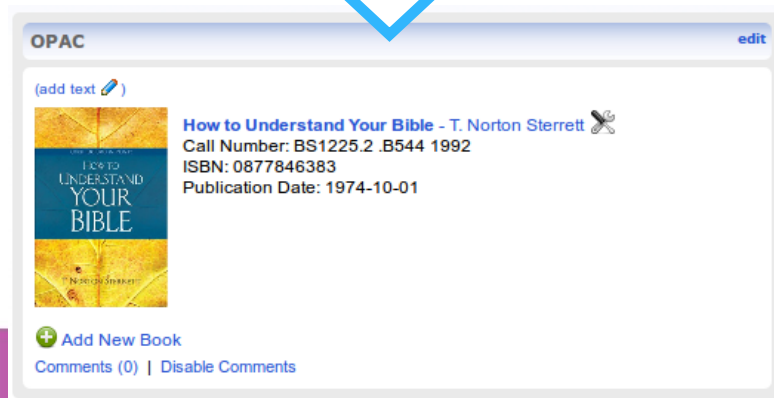 OPAC
edit
(add text )
How to Understand Your Bible - T. Norton Sterrett
Call Number: BS1225.2 .B544 1992
ISBN: 0877846383
Publication Date: 1974-10-01
HOW TO
UNDERSTAND
YOUR
BIBLE
Add New Book
Comments (0) | Disable Comments